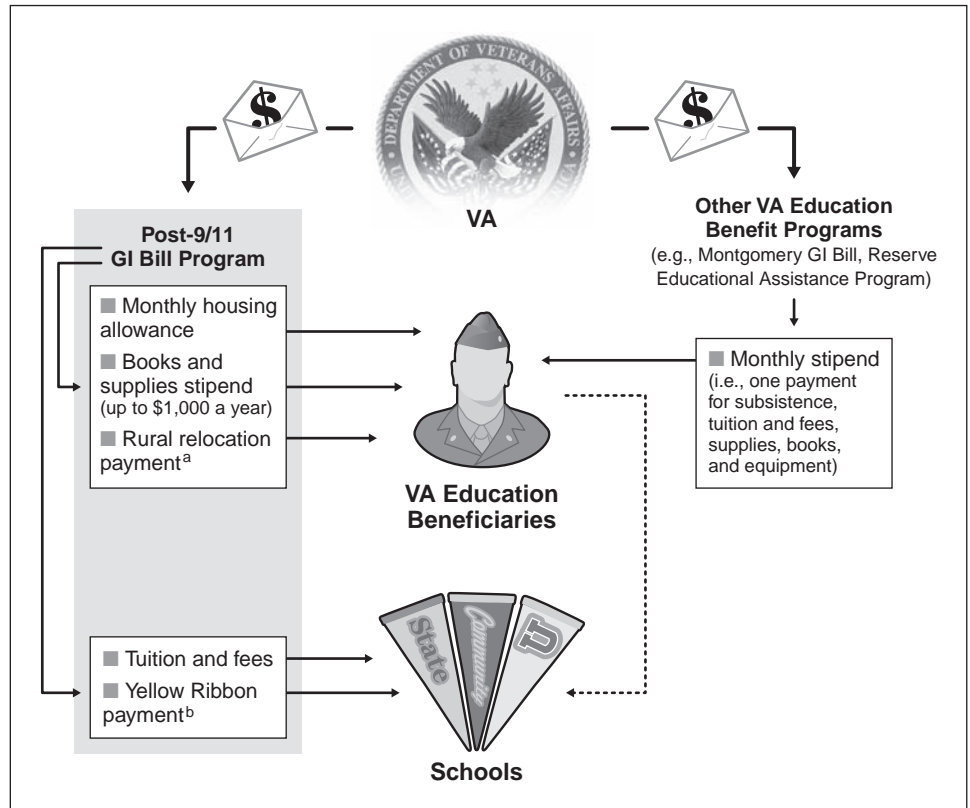 DEPARTMENT OF VETERANS AFFAIRS
VA
Post-9/11
GI Bill Program
■ Monthly housing
allowance
■ Books and
supplies stipend
(up to $1,000 a year)
■ Rural relocation
payment a
■ Tuition and fees
■ Yellow Ribbon
payment b
$
$
Other VA Education
Benefit Programs
(e.g., Montgomery GI Bill, Reserve
Educational Assistance Program)
■ Monthly stipend
(i.e., one payment
for subsistence,
tuition and fees,
supplies, books,
and equipment)
VA Education
Beneficiaries
State
Community
U
Schools